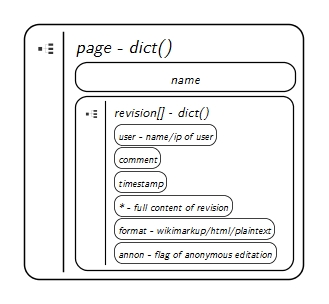 page - dict()
name
revision[] - dict()
user - name/ip of user
comment
timestamp
* - full content of revision
format - wikimarkup/html/plaintext
annon - flag of anonymous editation